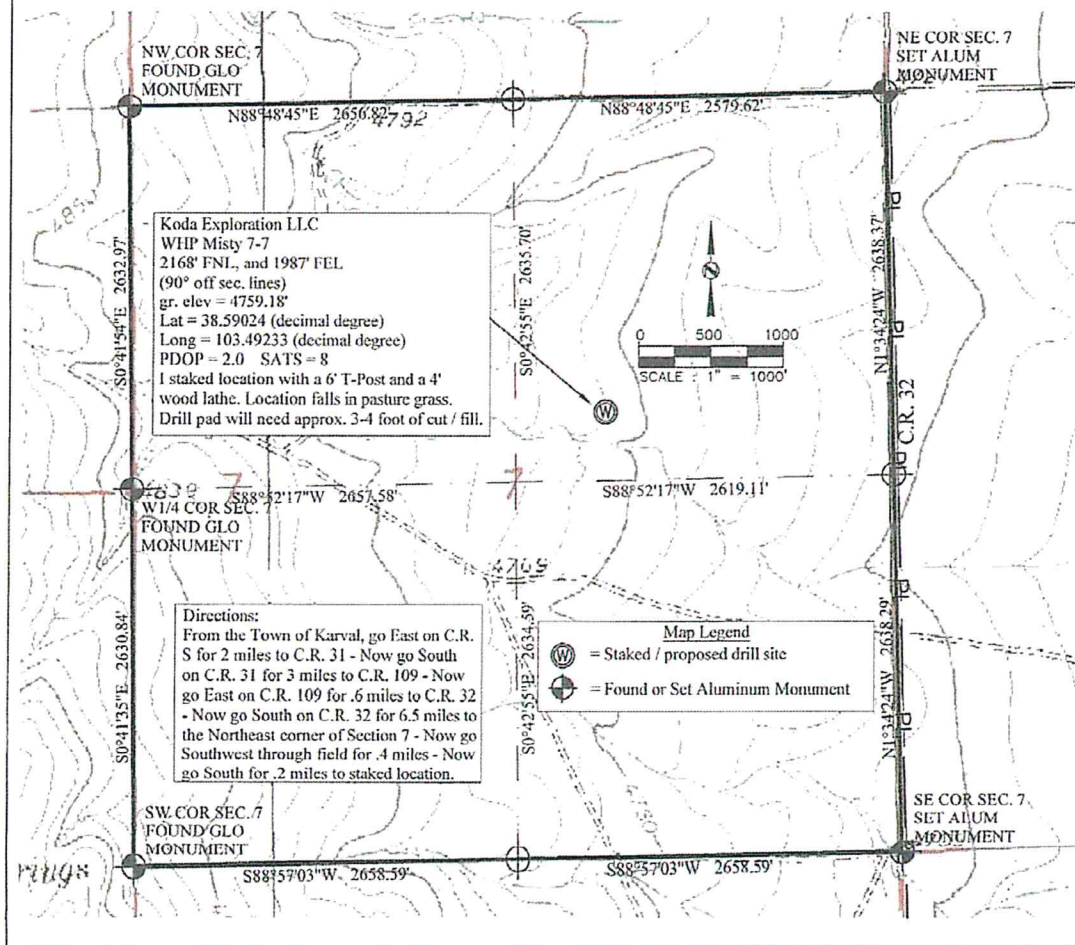 NW COR SEC. 7
FOUND GLO
MONUMENT
NE COR SEC. 7
SET ALUM
MONUMENT
N88°48'45"E 2656.82'
4792
N88°48'45"E 2579.62'
Koda Exploration LLC
WHP Misty 7-7
2168' FNL, and 1987' FEL
(90° off sec. lines)
gr. elev = 4759.18'
Lat = 38.59024 (decimal degree)
Long = 103.49233 (decimal degree)
PDOP = 2.0 SATS = 8
I staked location with a 6' T-Post and a 4'
wood lathe. Location falls in pasture grass.
Drill pad will need approx. 3-4 foot of cut / fill.
S0°41'54"E 2632.97'
S0°42'55"E 2635.70'
N
0 500 1000
SCALE : 1" = 1000'
N1°34'24"W 2638.37'
C.R. 32
W
4839
7
S88°52'17"W 2657.58'
7
S88°52'17"W 2619.11'
W1/4 COR SEC. 7
FOUND GLO
MONUMENT
4769
S0°41'35"E 2630.84'
Directions:
From the Town of Karval, go East on C.R.
S for 2 miles to C.R. 31 - Now go South
on C.R. 31 for 3 miles to C.R. 109 - Now
go East on C.R. 109 for .6 miles to C.R. 32
- Now go South on C.R. 32 for 6.5 miles to
the Northeast corner of Section 7 - Now go
Southwest through field for .4 miles - Now
go South for .2 miles to staked location.
S0°42'55"E 2634.59'
Map Legend
W = Staked / proposed drill site
= Found or Set Aluminum Monument
N1°34'24"W 2638.29'
4750
SW COR SEC. 7
FOUND GLO
MONUMENT
SE COR SEC. 7
SET ALUM
MONUMENT
S88°57'03"W 2658.59'
S88°57'03"W 2658.59'